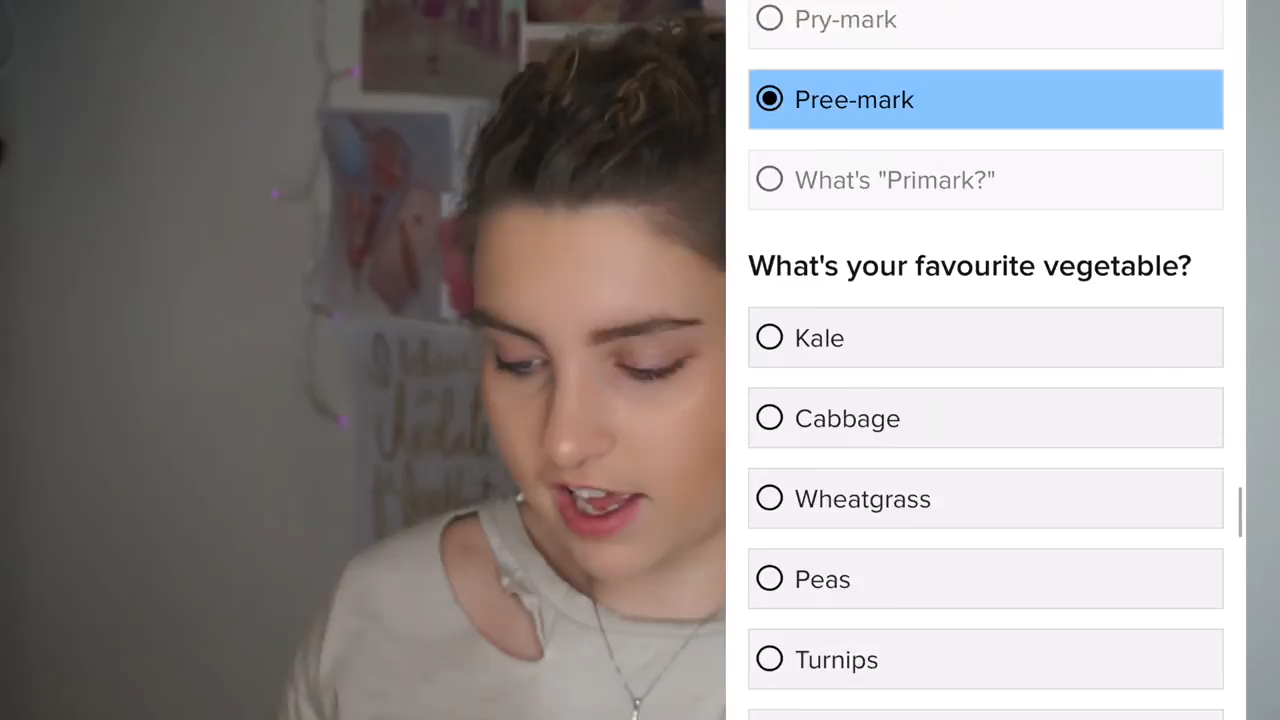 Pry-mark
Pree-mark
What's "Primark?"
What's your favourite vegetable?
Kale
Cabbage
Wheatgrass
Peas
Turnips